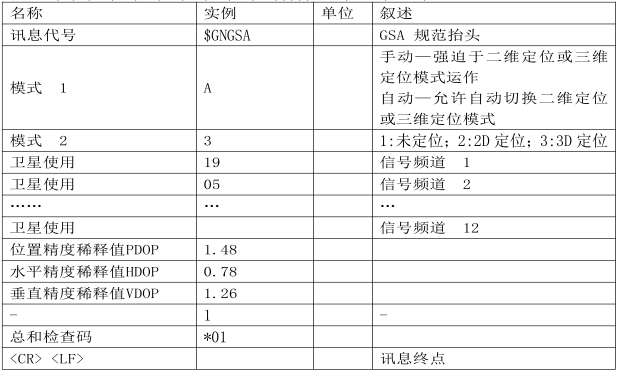 名称 实例 单位 叙述
讯息代号 $GNGSA GSA 规范抬头
模式 1 A 手动—强迫于二维定位或三维
定位模式运作
自动—允许自动切换二维定位
或三维定位模式
模式 2 3 1:未定位; 2:2D 定位; 3:3D 定位
卫星使用 19 信号频道 1
卫星使用 05 信号频道 2
…… … …
卫星使用 信号频道 12
位置精度稀释值PDOP 1.48
水平精度稀释值HDOP 0.78
垂直精度稀释值VDOP 1.26
- 1 -
总和检查码 *01
<CR> <LF> 讯息终点